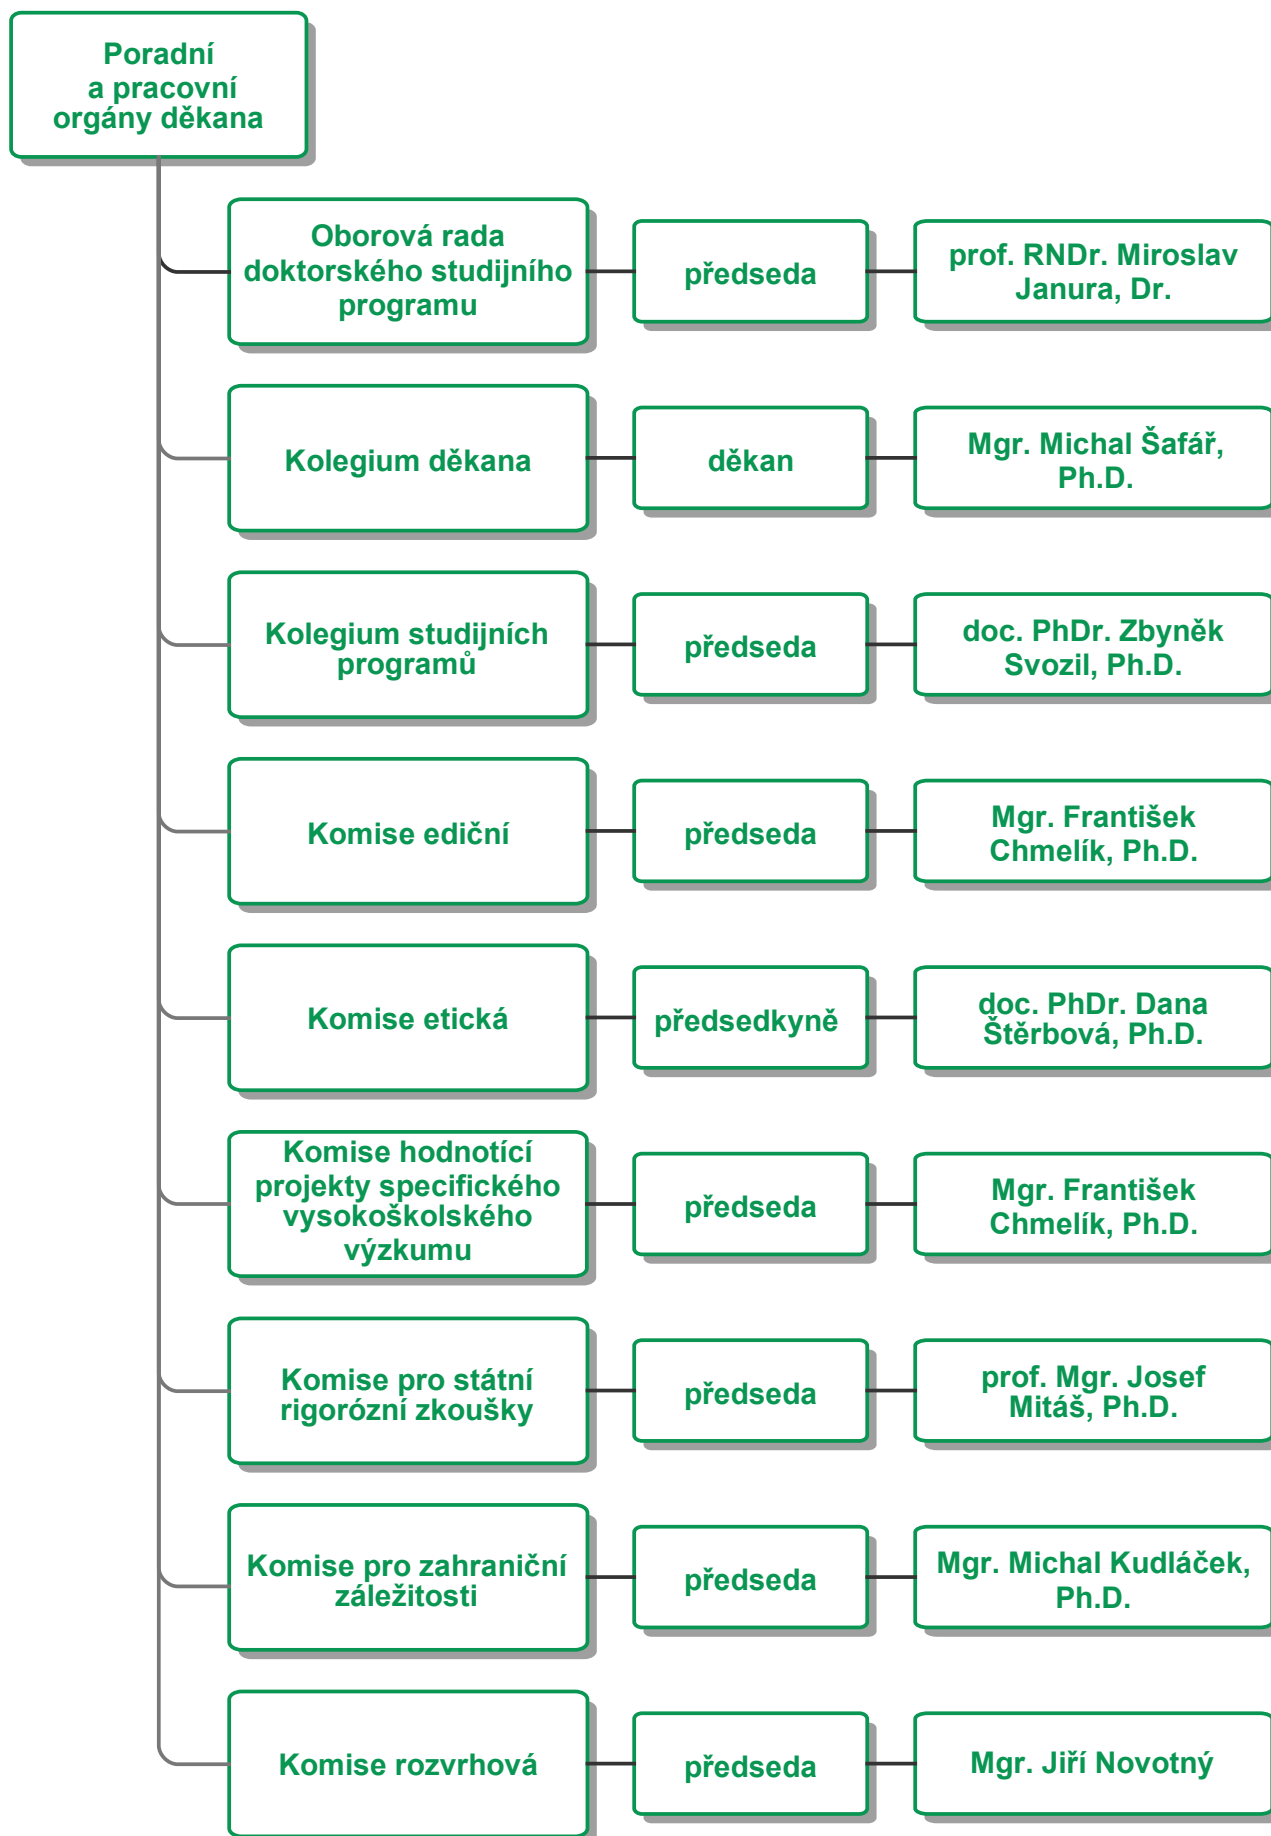 Poradní
a pracovní
orgány děkana
Oborová rada
doktorského studijního
programu
předseda
prof. RNDr. Miroslav
Janura, Dr.
Kolegium děkana
děkan
Mgr. Michal Šafář,
Ph.D.
Kolegium studijních
programů
předseda
doc. PhDr. Zbyněk
Svozil, Ph.D.
Komise ediční
předseda
Mgr. František
Chmelík, Ph.D.
Komise etická
předsedkyně
doc. PhDr. Dana
Štěrbová, Ph.D.
Komise hodnotící
projekty specifického
vysokoškolského
výzkumu
předseda
Mgr. František
Chmelík, Ph.D.
Komise pro státní
rigorózní zkoušky
předseda
prof. Mgr. Josef
Mitáš, Ph.D.
Komise pro zahraniční
záležitosti
předseda
Mgr. Michal Kudláček,
Ph.D.
Komise rozvrhová
předseda
Mgr. Jiří Novotný